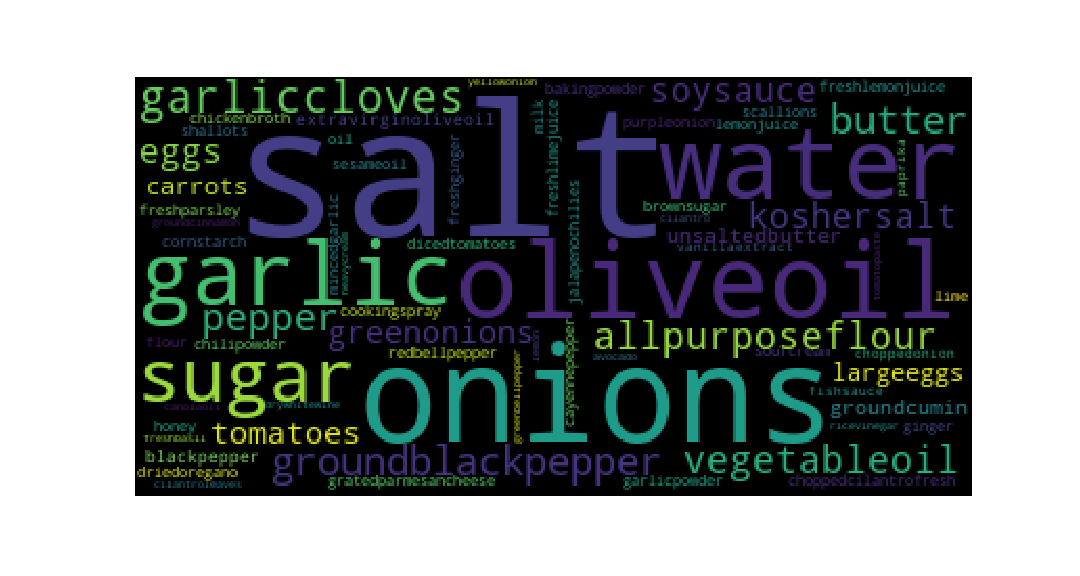 yellowonion
garliccloves
bakingpowder
soysauce
freshlemonjuice
chickenbroth
extravirginoliveoil
milk
freshlimejuice
scallions
butter
shallots
purpleonion
lemonjuice
oil
salt
water
eggs
sesameoil
freshginger
paprika
carrots
jalapenochilies
brownsugar
freshparsley
koshersalt
cilantro
groundcinnamon
mincedgarlic
heavycream
cornstarch
dicedtomatoes
unsaltedbutter
vanillaextract
garlic
oliveoil
tomatopaste
lime
pepper
cookingspray
greenonions
allpurposeflour
flour
chilipowder
redbellpepper
lemon
cayennepepper
avocado
sourcream
choppedonion
sugar
onions
greenbellpepper
largeeggs
fishsauce
canolaoil
drywhitewine
groundcumin
honey
tomatoes
ricevinegar
ginger
freshbasil
blackpepper
groundblackpepper
vegetableoil
driedoregano
gratedparmesancheese
garlicpowder
choppedcilantrofresh
cilantroleaves